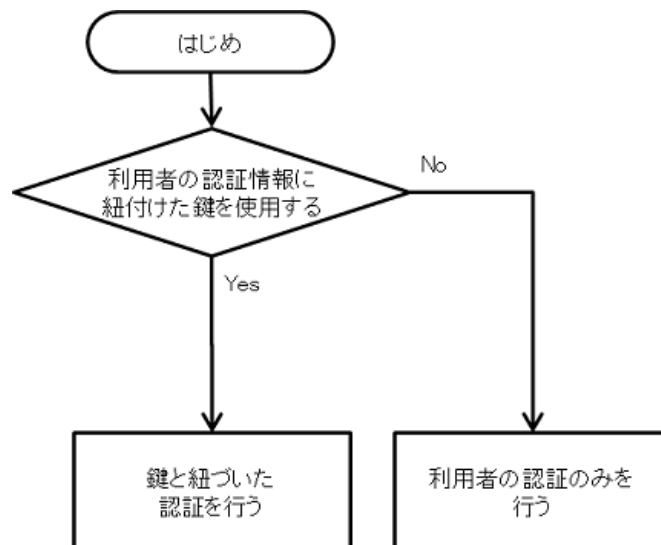 はじめ
利用者の認証情報に
紐付けた鍵を使用する
No
Yes
鍵と紐づいた
認証を行う
利用者の認証のみを
行う